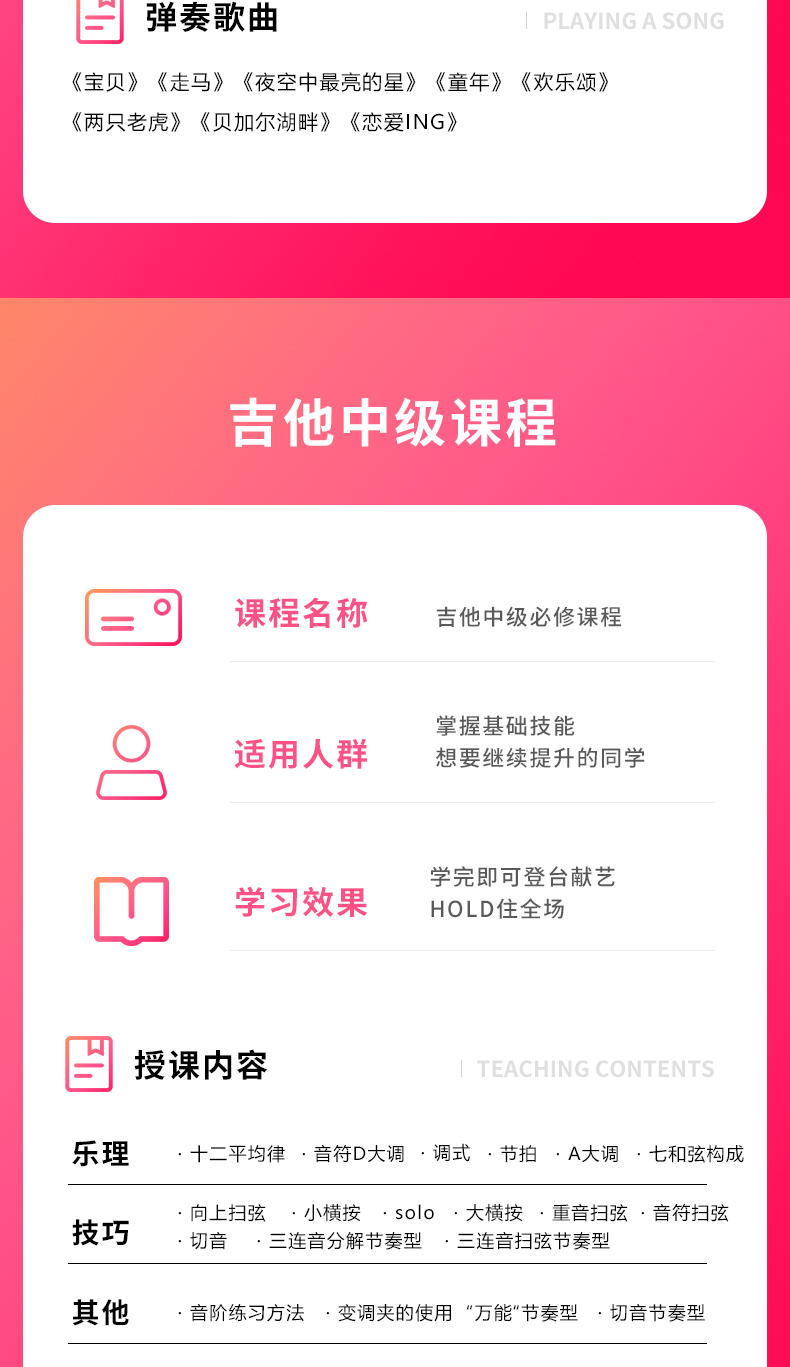 弹奏歌曲 PLAYING A SONG
《宝贝》《走马》《夜空中最亮的星》《童年》《欢乐颂》
《两只老虎》《贝加尔湖畔》《恋爱ING》
吉他中级课程
课程名称 吉他中级必修课程
适用人群 掌握基础技能
想要继续提升的同学
学习效果 学完即可登台献艺
HOLD住全场
授课内容 TEACHING CONTENTS
乐理 ·十二平均律 ·音符D大调 ·调式 ·节拍 ·A大调 ·七和弦构成
技巧 ·向上扫弦 ·小横按 ·solo ·大横按 ·重音扫弦 ·音符扫弦
·切音 ·三连音分解节奏型 ·三连音扫弦节奏型
其他 ·音阶练习方法 ·变调夹的使用“万能”节奏型 ·切音节奏型